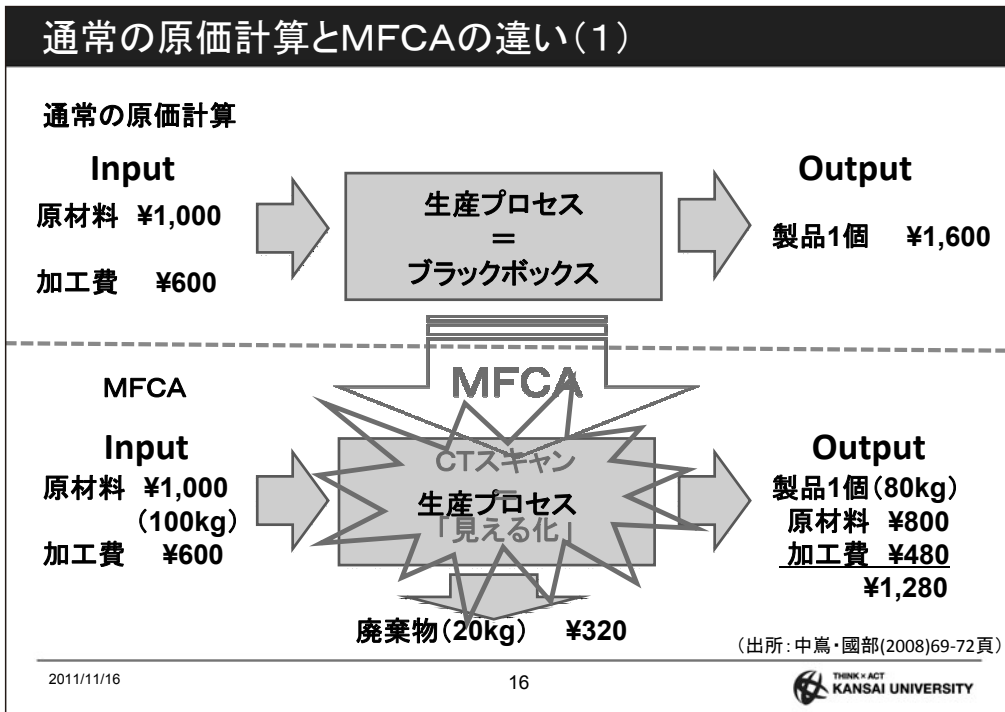 通常の原価計算とMFCAの違い(1)
通常の原価計算
Input
原材料 ¥1,000
加工費 ¥600
生産プロセス
=
ブラックボックス
Output
製品1個 ¥1,600
MFCA
MFCA
Input
原材料 ¥1,000
(100kg)
加工費 ¥600
CTスキャン
生産プロセス
=
「見える化」
Output
製品1個(80kg)
原材料 ¥800
加工費 ¥480
¥1,280
廃棄物(20kg) ¥320
(出所:中嶌・國部(2008)69-72頁)
2011/11/16
16
THINK × ACT
KANSAI UNIVERSITY